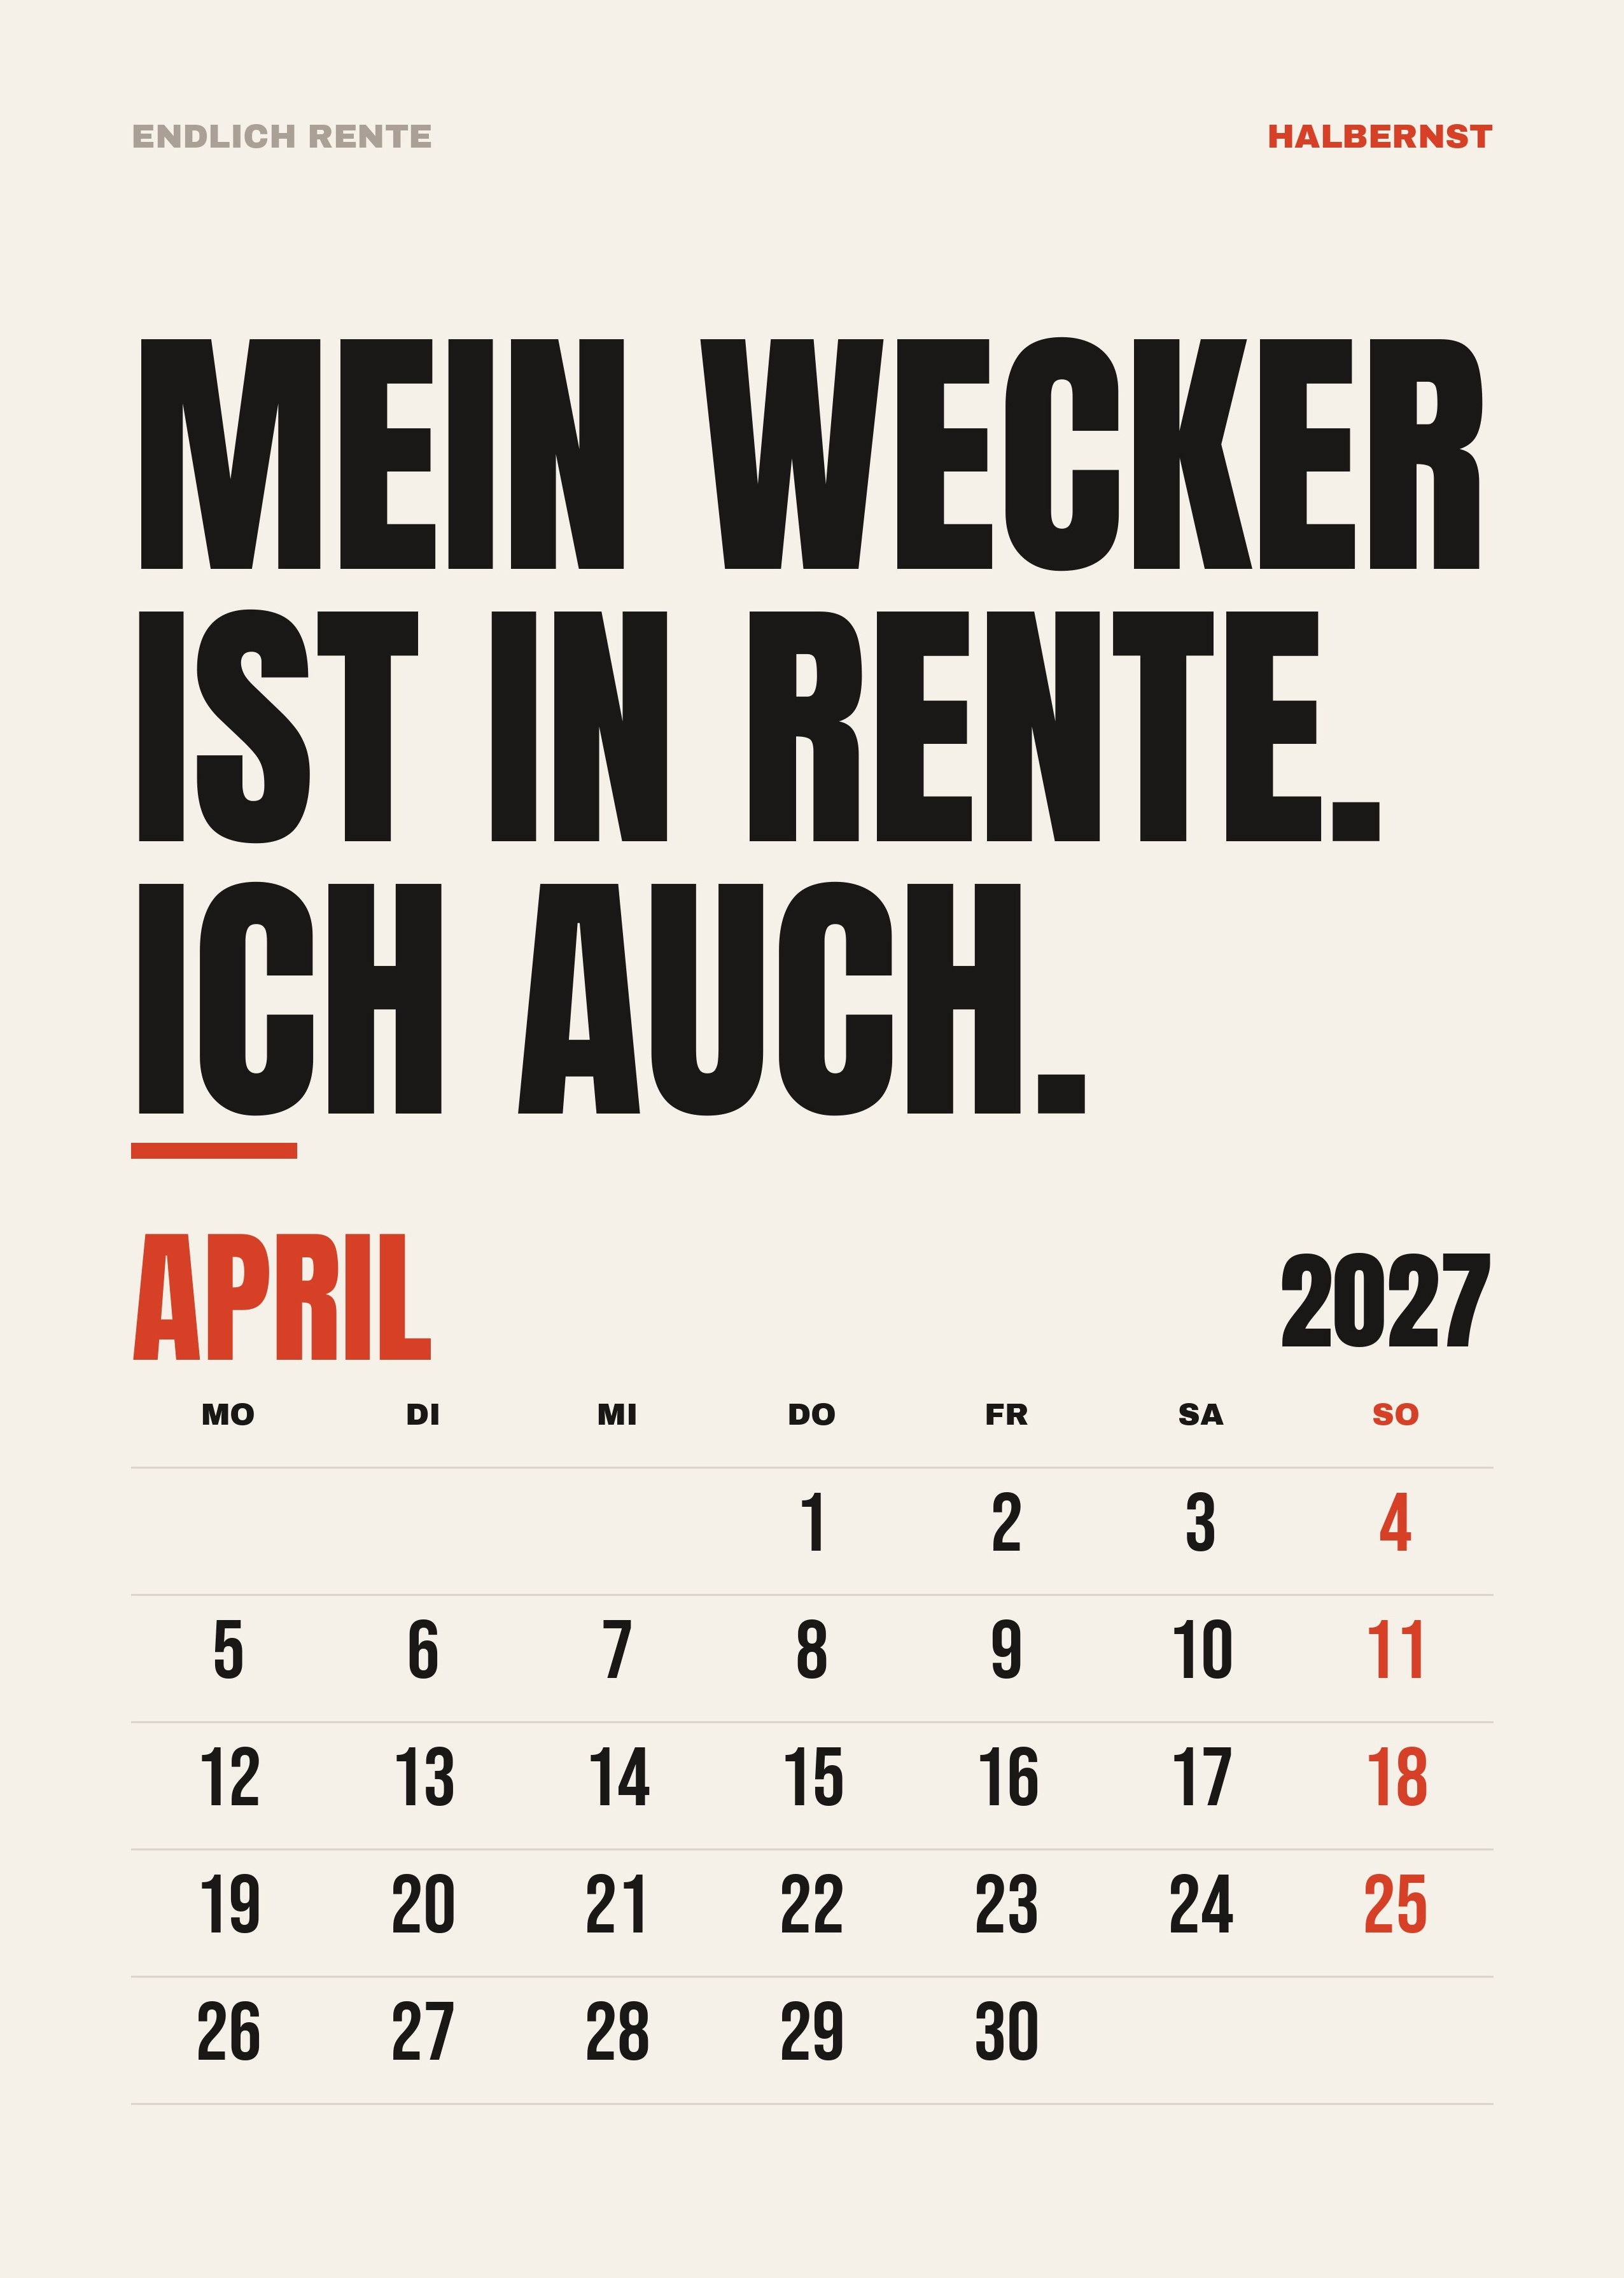 ENDLICH RENTE HALBERNST
MEIN WECKER
IST IN RENTE.
ICH AUCH.
APRIL 2027
MO DI MI DO FR SA SO
1 2 3 4
5 6 7 8 9 10 11
12 13 14 15 16 17 18
19 20 21 22 23 24 25
26 27 28 29 30